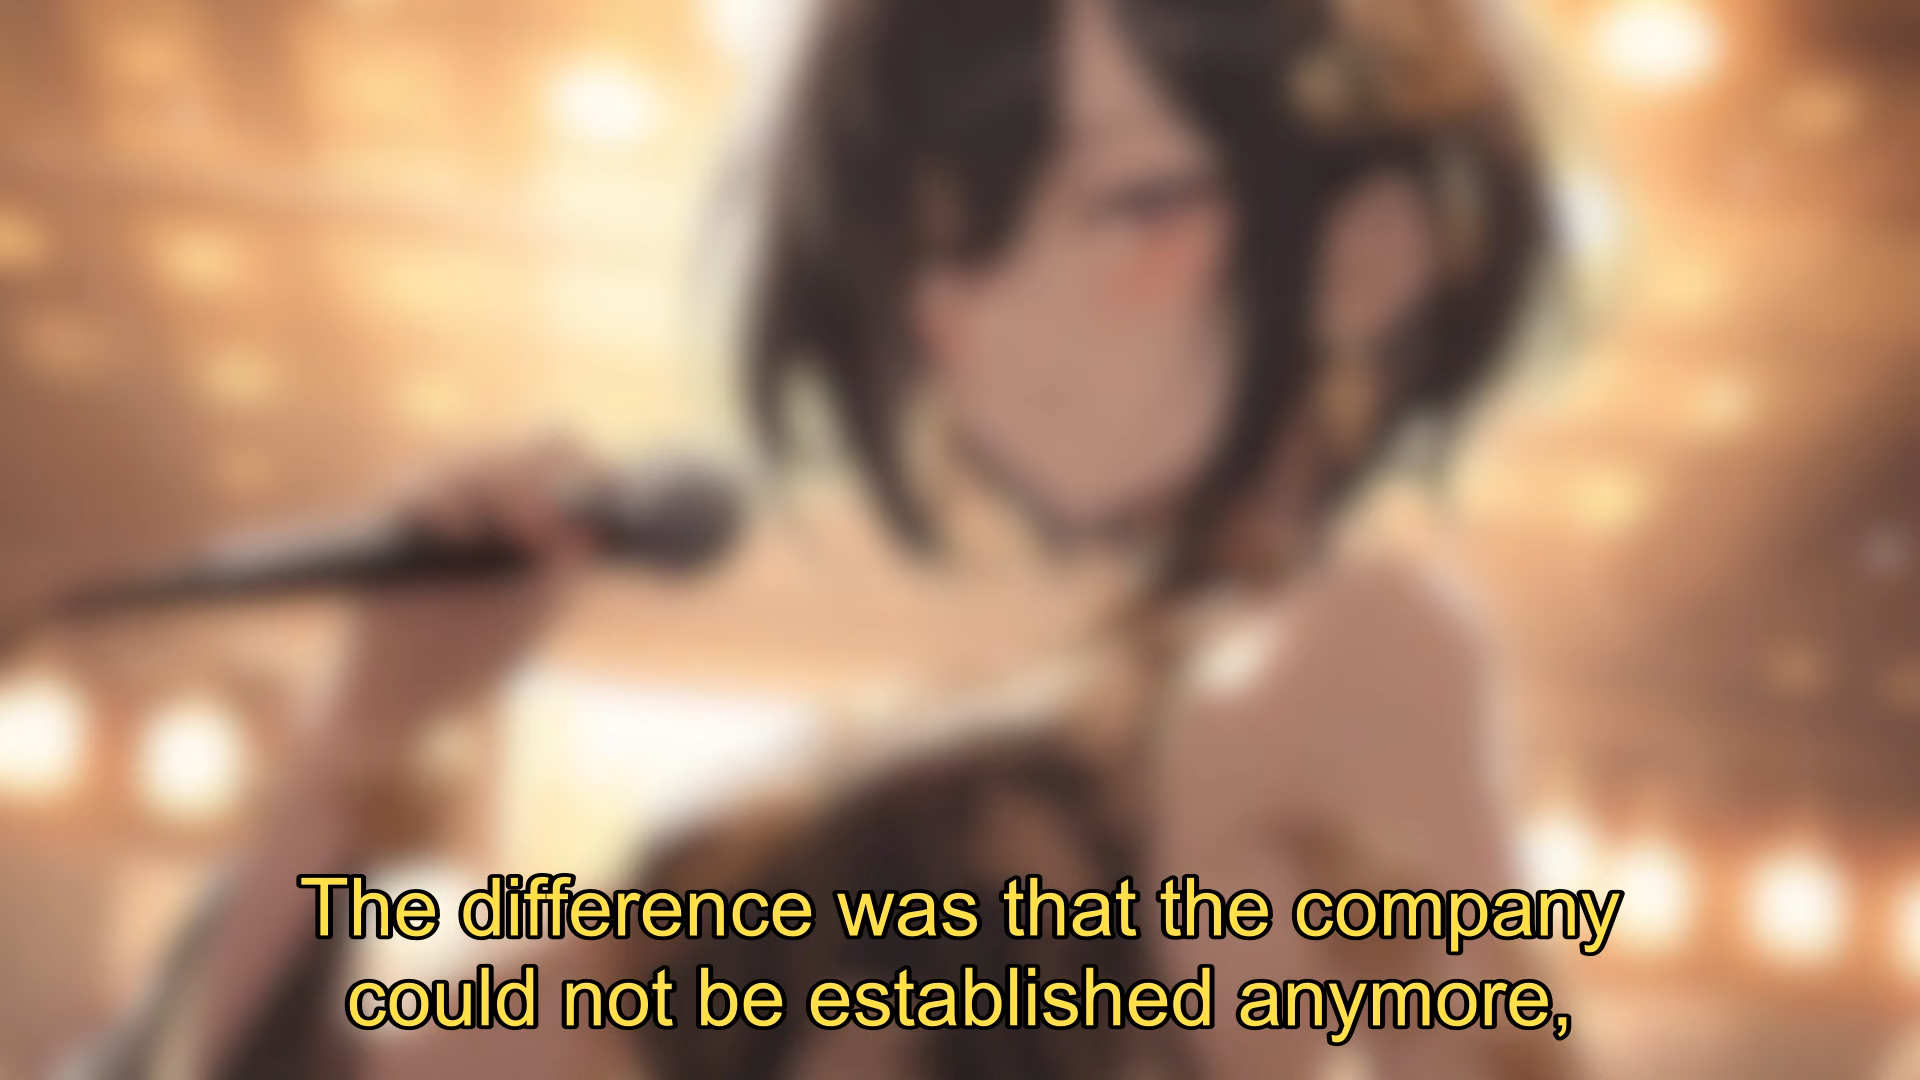 The difference was that the company
could not be established anymore,